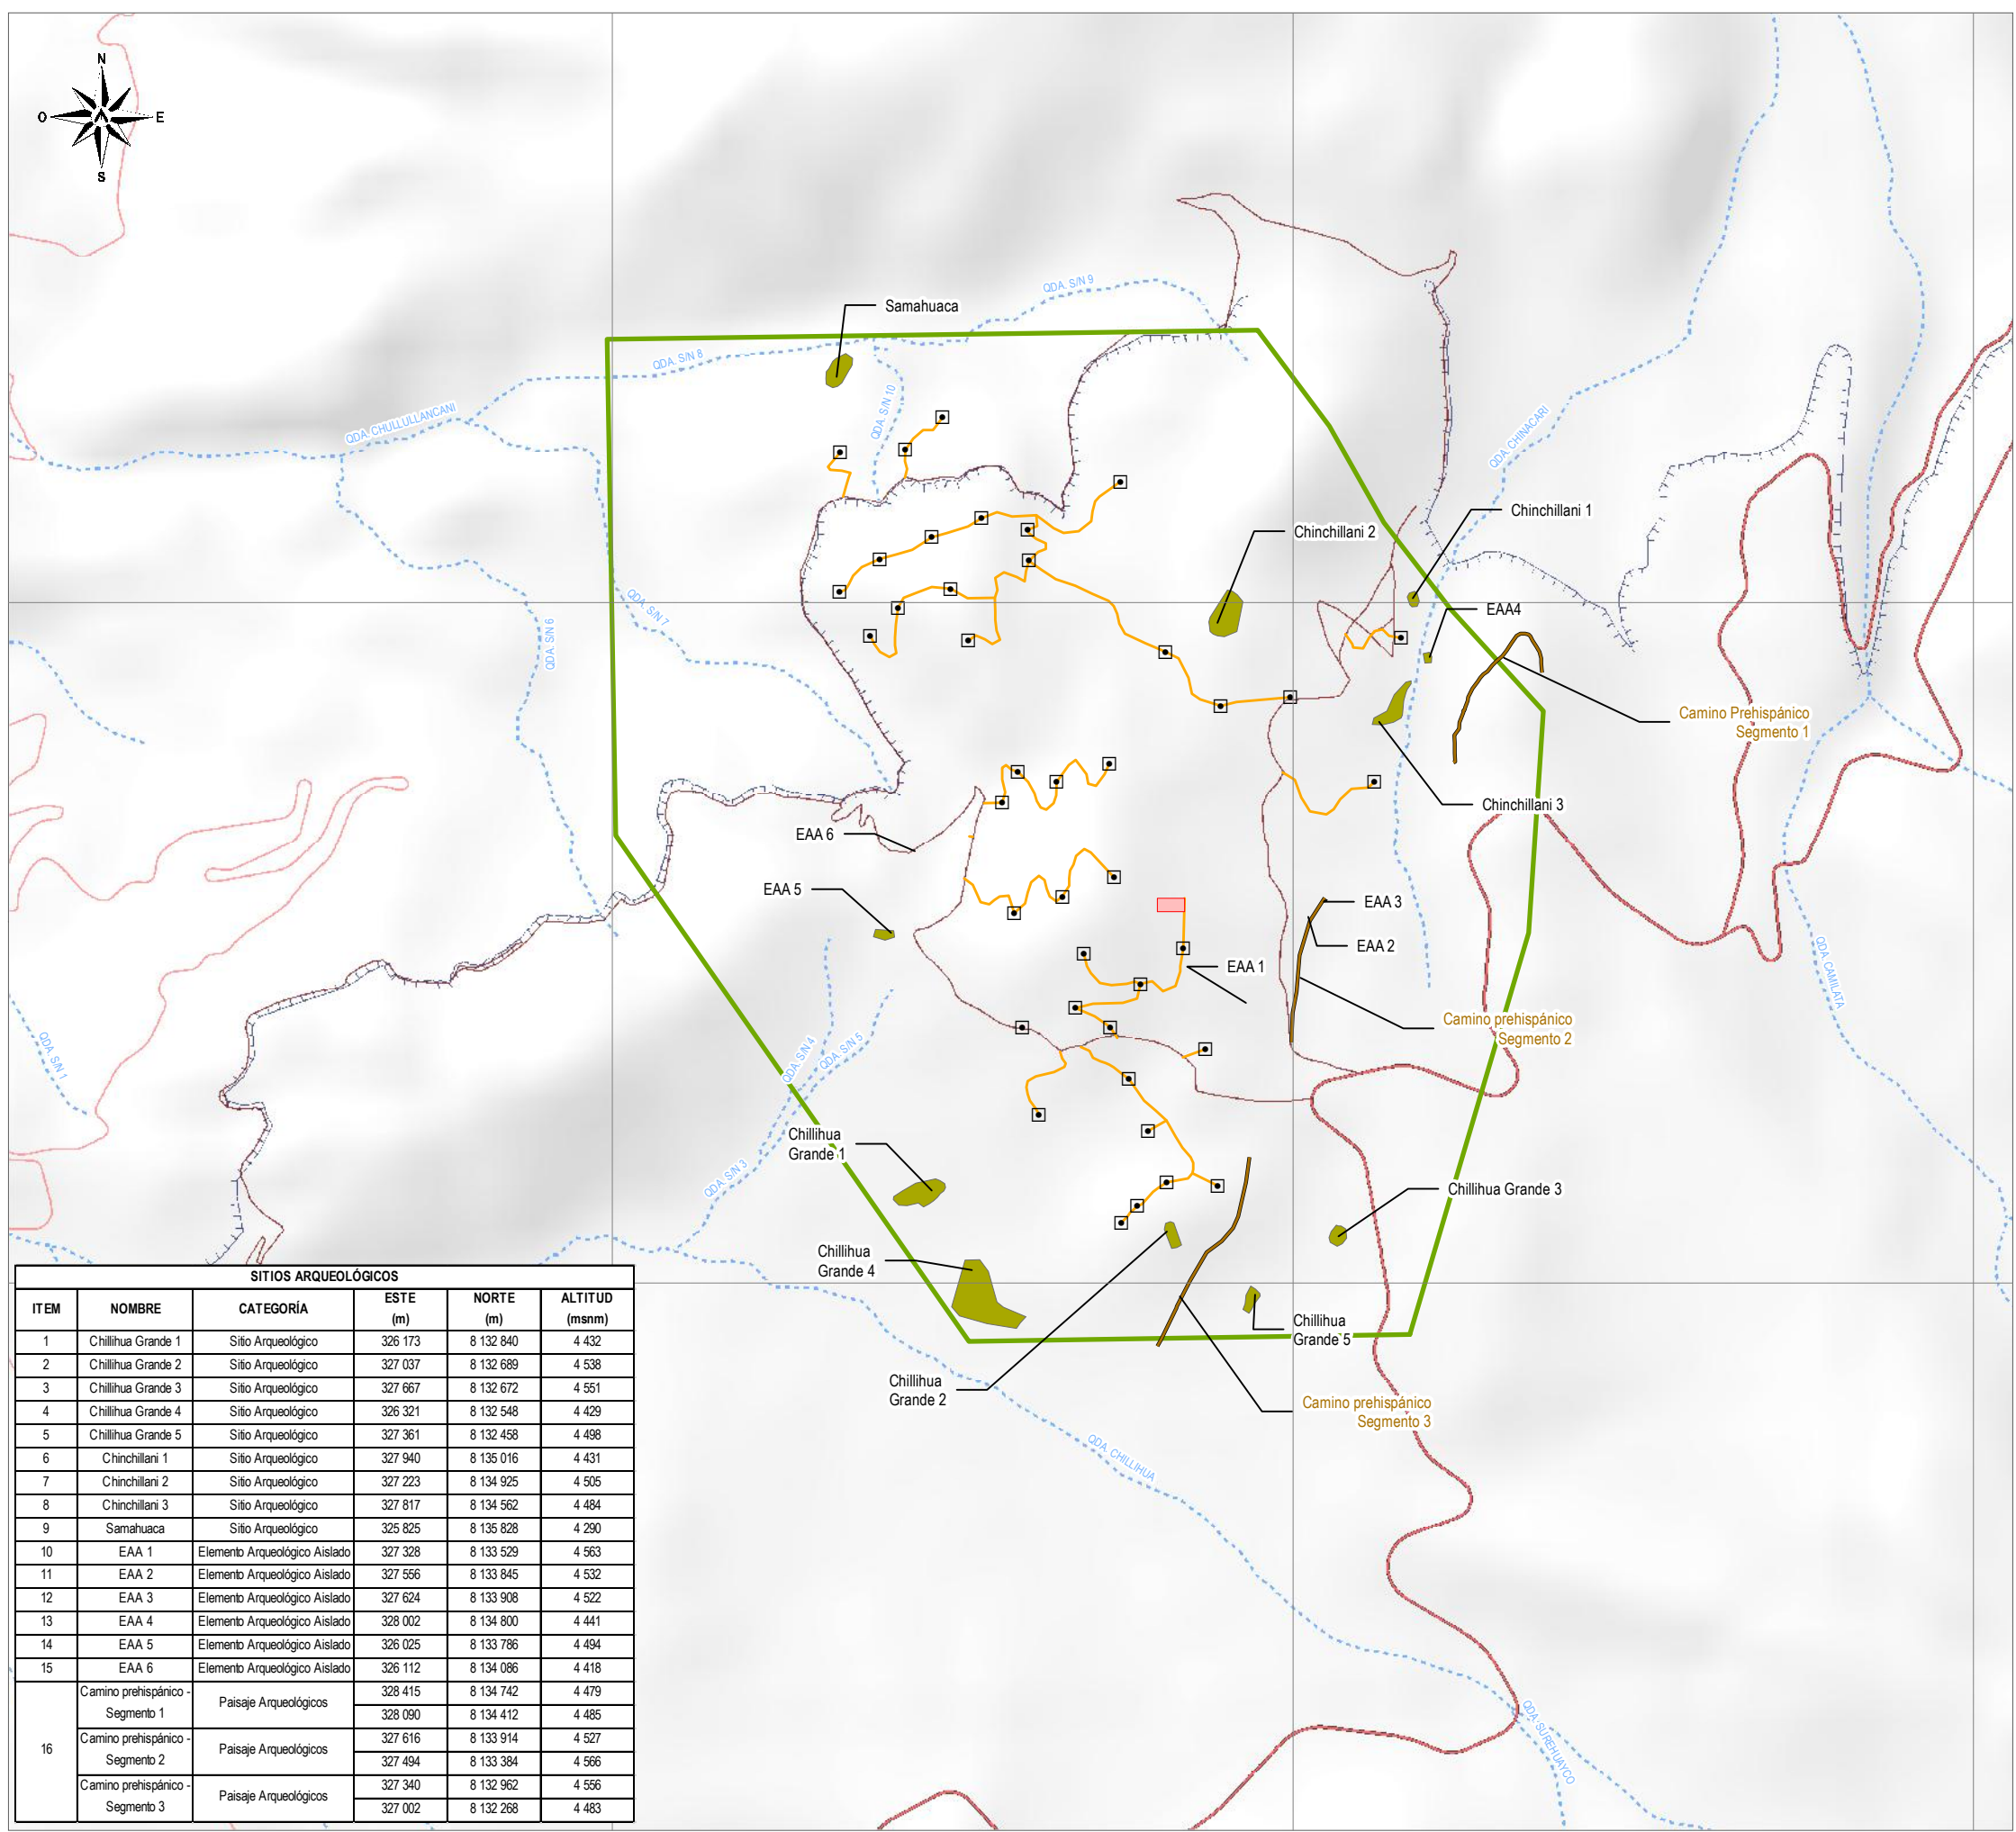 N
O
E
S
QDA. S/N 9
Samahuaca
QDA. S/N 8
QDA. CHULLULLANCANI
QDA. S/N 10
QDA. CHINACARI
Chinchillani 1
Chinchillani 2
EAA4
QDA. S/N 7
QDA. S/N 6
Camino Prehispánico
Segmento 1
Chinchillani 3
EAA 6
EAA 5
EAA 3
EAA 2
EAA 1
QDA. CAMILATA
Camino prehispánico
Segmento 2
QDA. S/N 1
QDA. S/N 4
QDA. S/N 5
Chillihua
Grande 1
QDA. S/N 3
Chillihua Grande 3
Chillihua
Grande 4
Chillihua
Grande 5
Chillihua
Grande 2
Camino prehispánico
Segmento 3
QDA. CHILLIHUA
QDA. SUREHUAYCO
SITIOS ARQUEOLÓGICOS
ITEM NOMBRE CATEGORÍA ESTE (m) NORTE (m) ALTITUD (msnm)
1 Chillihua Grande 1 Sitio Arqueológico 326 173 8 132 840 4 432
2 Chillihua Grande 2 Sitio Arqueológico 327 037 8 132 689 4 538
3 Chillihua Grande 3 Sitio Arqueológico 327 667 8 132 672 4 551
4 Chillihua Grande 4 Sitio Arqueológico 326 321 8 132 548 4 429
5 Chillihua Grande 5 Sitio Arqueológico 327 361 8 132 458 4 498
6 Chinchillani 1 Sitio Arqueológico 327 940 8 135 016 4 431
7 Chinchillani 2 Sitio Arqueológico 327 223 8 134 925 4 505
8 Chinchillani 3 Sitio Arqueológico 327 817 8 134 562 4 484
9 Samahuaca Sitio Arqueológico 325 825 8 135 828 4 290
10 EAA 1 Elemento Arqueológico Aislado 327 328 8 133 529 4 563
11 EAA 2 Elemento Arqueológico Aislado 327 556 8 133 845 4 532
12 EAA 3 Elemento Arqueológico Aislado 327 624 8 133 908 4 522
13 EAA 4 Elemento Arqueológico Aislado 328 002 8 134 800 4 441
14 EAA 5 Elemento Arqueológico Aislado 326 025 8 133 786 4 494
15 EAA 6 Elemento Arqueológico Aislado 326 112 8 134 086 4 418
16 Camino prehispánico - Segmento 1 Paisaje Arqueológicos 328 415 8 134 742 4 479
328 090 8 134 412 4 485
Camino prehispánico - Segmento 2 Paisaje Arqueológicos 327 616 8 133 914 4 527
327 494 8 133 384 4 566
Camino prehispánico - Segmento 3 Paisaje Arqueológicos 327 340 8 132 962 4 556
327 002 8 132 268 4 483